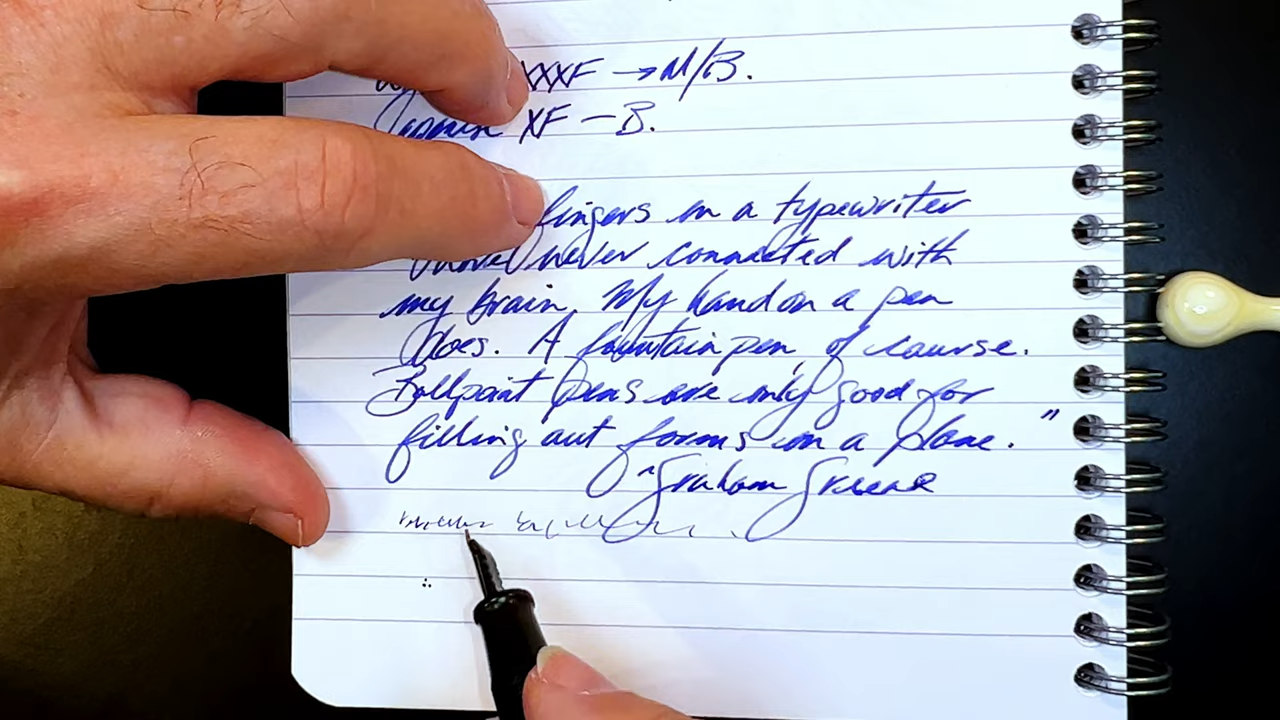 XXXF → M/B.
XF — B.
fingers on a typewriter
never connected with
my brain. My hand on a pen
does. A fountain pen, of course.
Ballpoint pens are only good for
filling out forms on a plane."
~Graham Greene